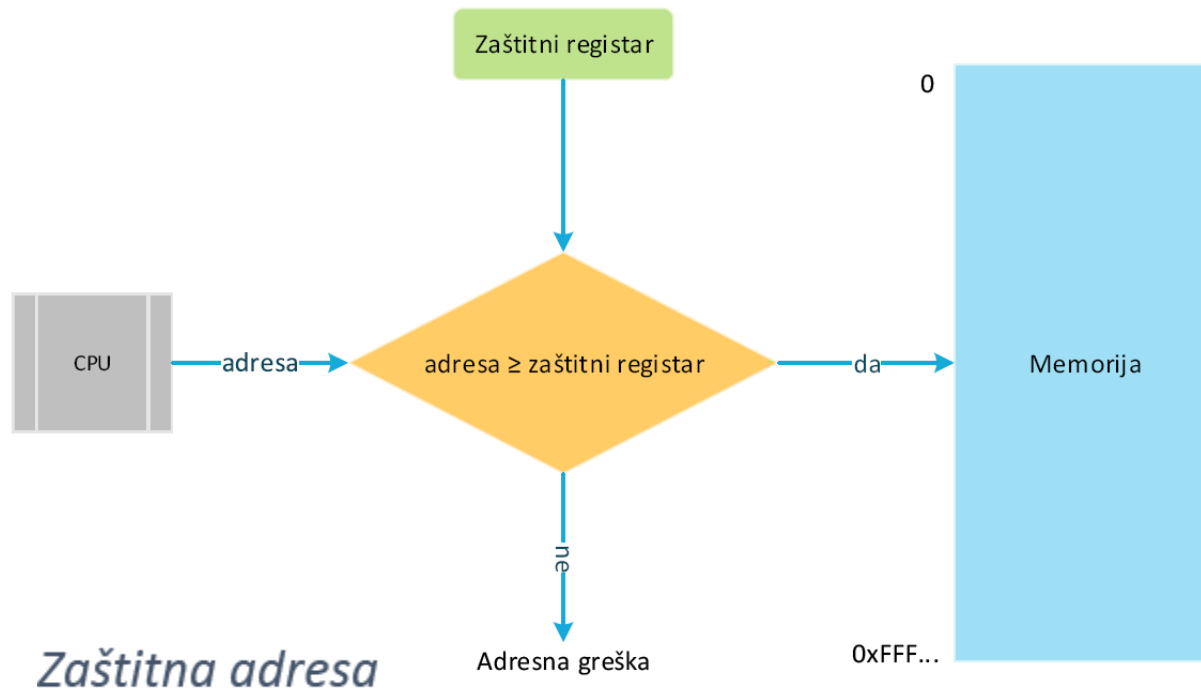 Zaštitni registar
0
CPU
adresa
adresa ≥ zaštitni registar
da
Memorija
ne
Adresna greška
0xFFF...
Zaštitna adresa